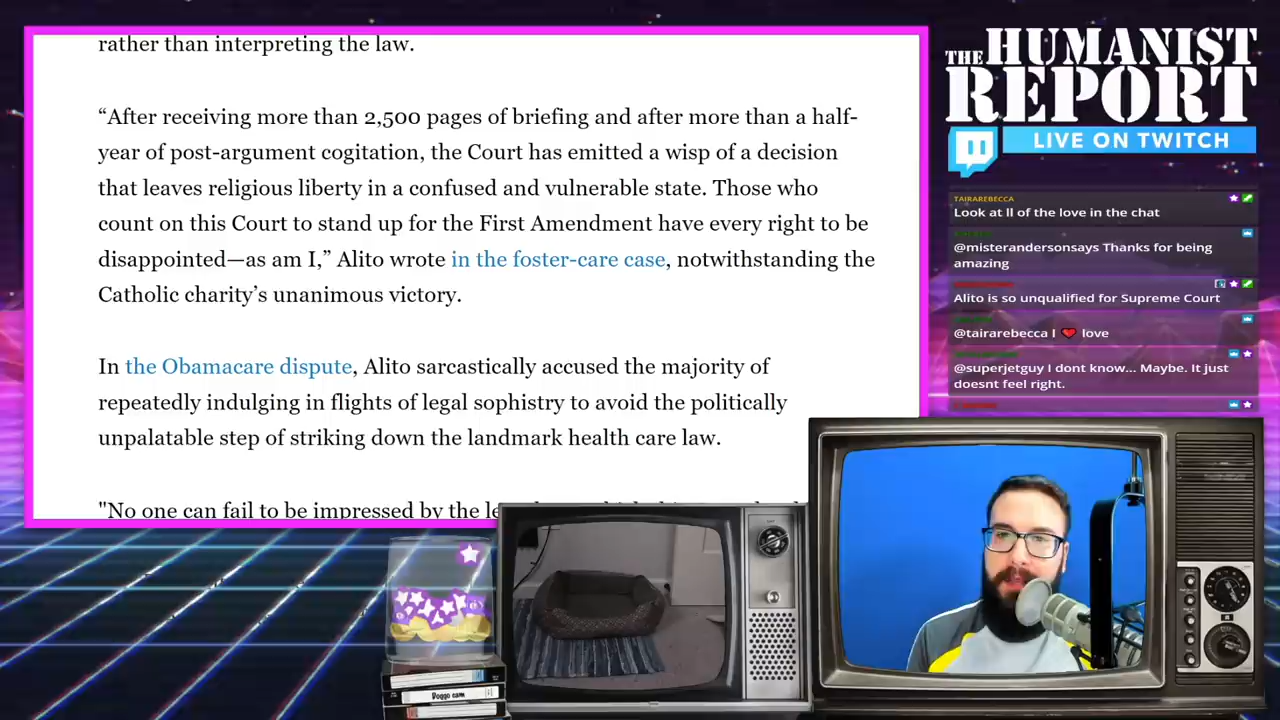 rather than interpreting the law.
“After receiving more than 2,500 pages of briefing and after more than a half-
year of post-argument cogitation, the Court has emitted a wisp of a decision
that leaves religious liberty in a confused and vulnerable state. Those who
count on this Court to stand up for the First Amendment have every right to be
disappointed—as am I,” Alito wrote in the foster-care case, notwithstanding the
Catholic charity’s unanimous victory.
In the Obamacare dispute, Alito sarcastically accused the majority of
repeatedly indulging in flights of legal sophistry to avoid the politically
unpalatable step of striking down the landmark health care law.
"No one can fail to be impressed by the
THE HUMANIST
REPORT
LIVE ON TWITCH
TAIRAREBECCA
Look at ll of the love in the chat
@misterandersonsays Thanks for being
amazing
Alito is so unqualified for Supreme Court
@tairarebecca I ❤ love
@superjetguy I dont know... Maybe. It just
doesnt feel right.
Doggo cam